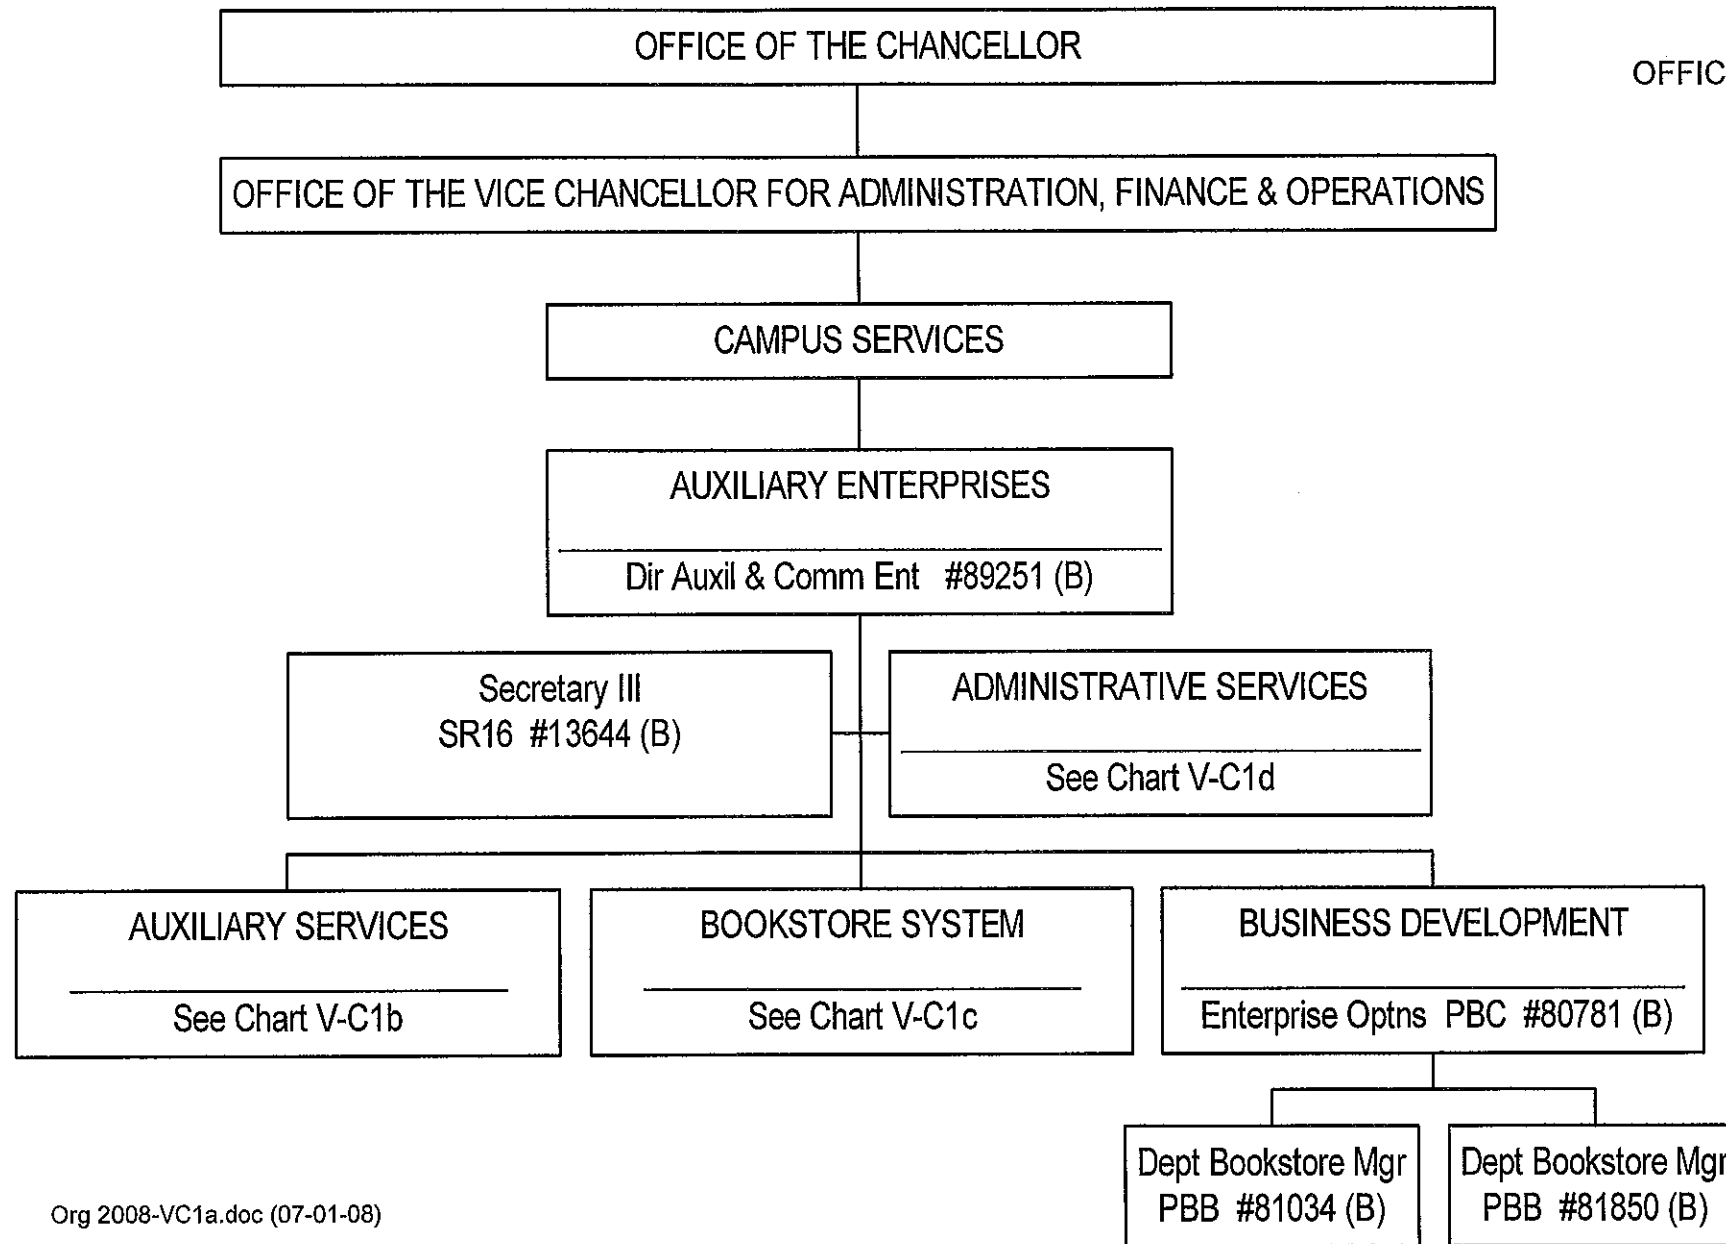 OFFICE OF THE CHANCELLOR
OFFIC
OFFICE OF THE VICE CHANCELLOR FOR ADMINISTRATION, FINANCE & OPERATIONS
CAMPUS SERVICES
AUXILIARY ENTERPRISES
Dir Auxil & Comm Ent #89251 (B)
Secretary III
SR16 #13644 (B)
ADMINISTRATIVE SERVICES
See Chart V-C1d
AUXILIARY SERVICES
See Chart V-C1b
BOOKSTORE SYSTEM
See Chart V-C1c
BUSINESS DEVELOPMENT
Enterprise Optns PBC #80781 (B)
Dept Bookstore Mgr
PBB #81034 (B)
Dept Bookstore Mgr
PBB #81850 (B)
Org 2008-VC1a.doc (07-01-08)